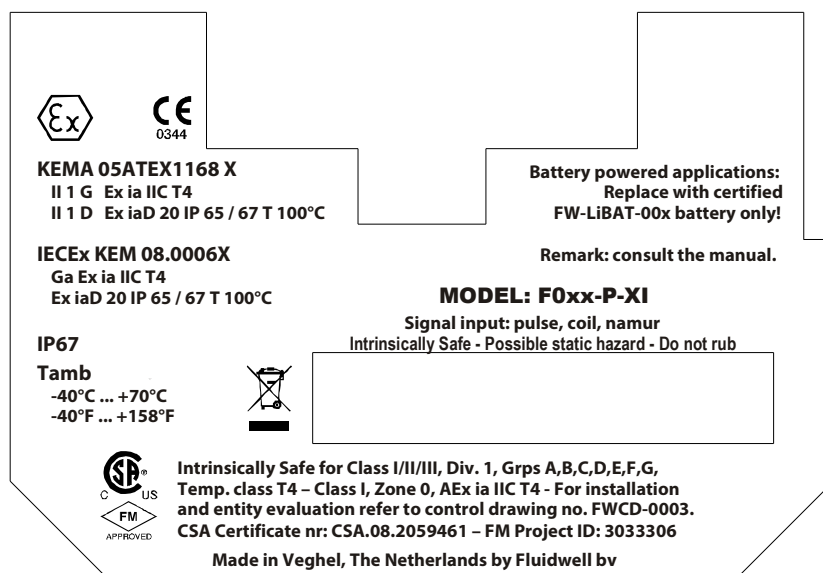 Ex
CE
0344
KEMA 05ATEX1168 X
II 1 G Ex ia IIC T4
II 1 D Ex iaD 20 IP 65 / 67 T 100°C
Battery powered applications:
Replace with certified
FW-LiBAT-00x battery only!
IECEx KEM 08.0006X
Ga Ex ia IIC T4
Ex iaD 20 IP 65 / 67 T 100°C
Remark: consult the manual.
MODEL: F0xx-P-XI
Signal input: pulse, coil, namur
Intrinsically Safe - Possible static hazard - Do not rub
IP67
Tamb
-40°C ... +70°C
-40°F ... +158°F
CSA ®
C US
FM
APPROVED
Intrinsically Safe for Class I/II/III, Div. 1, Grps A,B,C,D,E,F,G,
Temp. class T4 – Class I, Zone 0, AEx ia IIC T4 - For installation
and entity evaluation refer to control drawing no. FWCD-0003.
CSA Certificate nr: CSA.08.2059461 – FM Project ID: 3033306
Made in Veghel, The Netherlands by Fluidwell bv